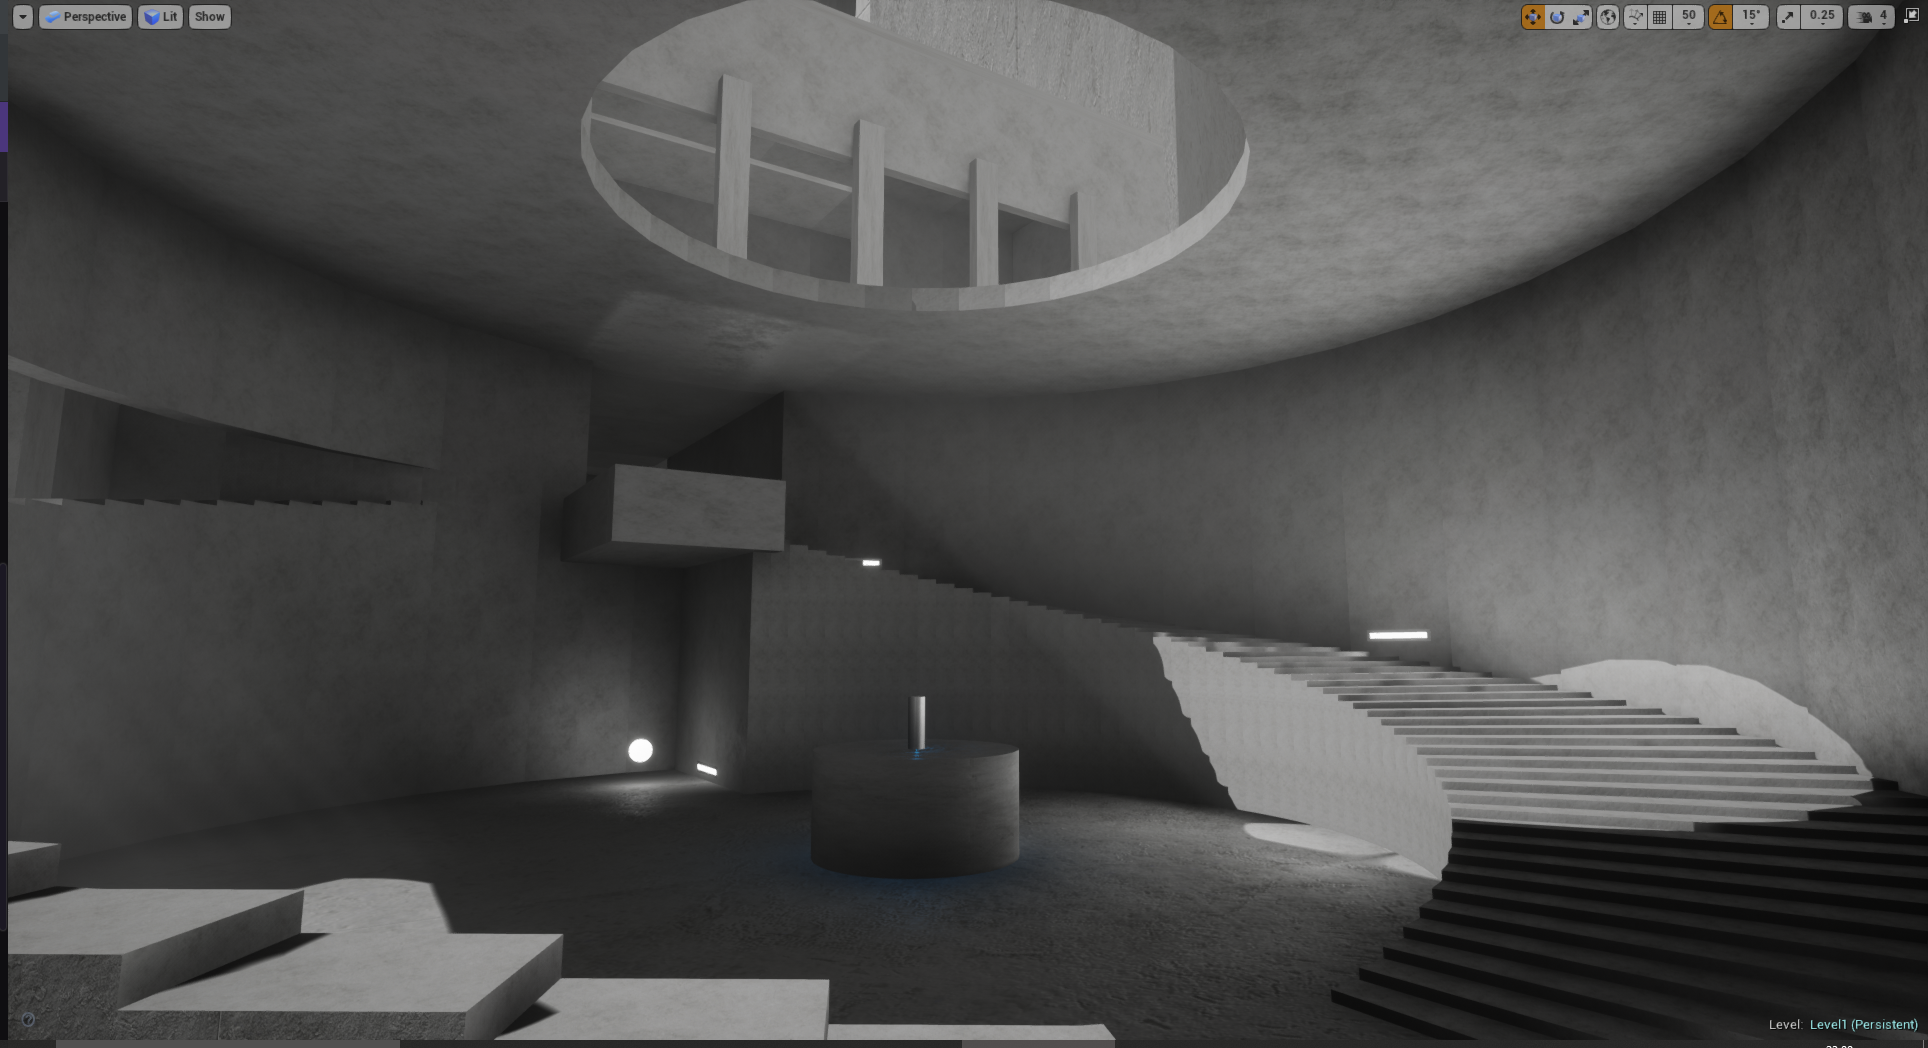 Perspective Lit Show 50 15° 0.25 4
Level: Level1 (Persistent)